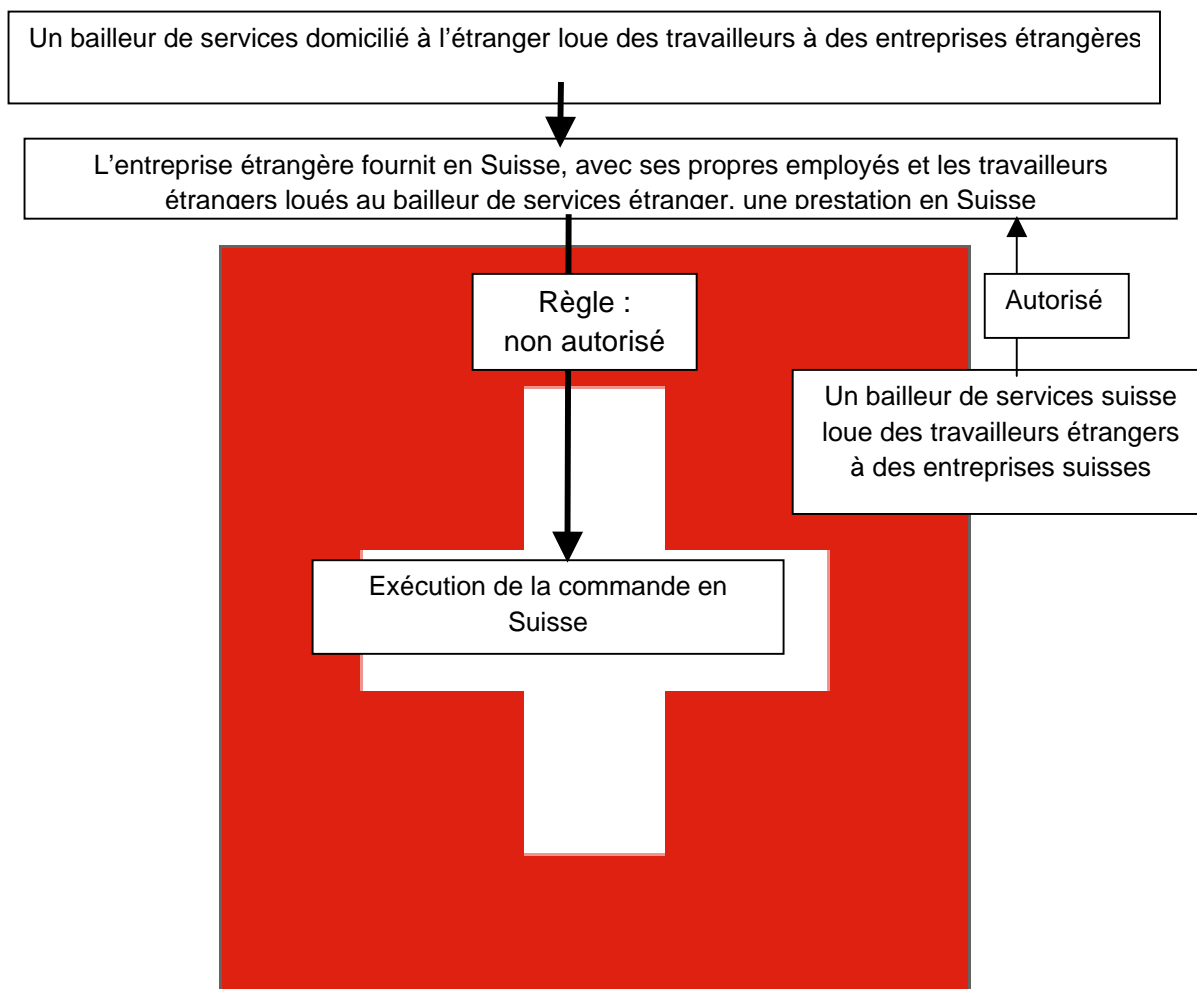 Un bailleur de services domicilié à l’étranger loue des travailleurs à des entreprises étrangères
L’entreprise étrangère fournit en Suisse, avec ses propres employés et les travailleurs
étrangers loués au bailleur de services étranger, une prestation en Suisse
Règle :
non autorisé
Autorisé
Un bailleur de services suisse
loue des travailleurs étrangers
à des entreprises suisses
Exécution de la commande en
Suisse